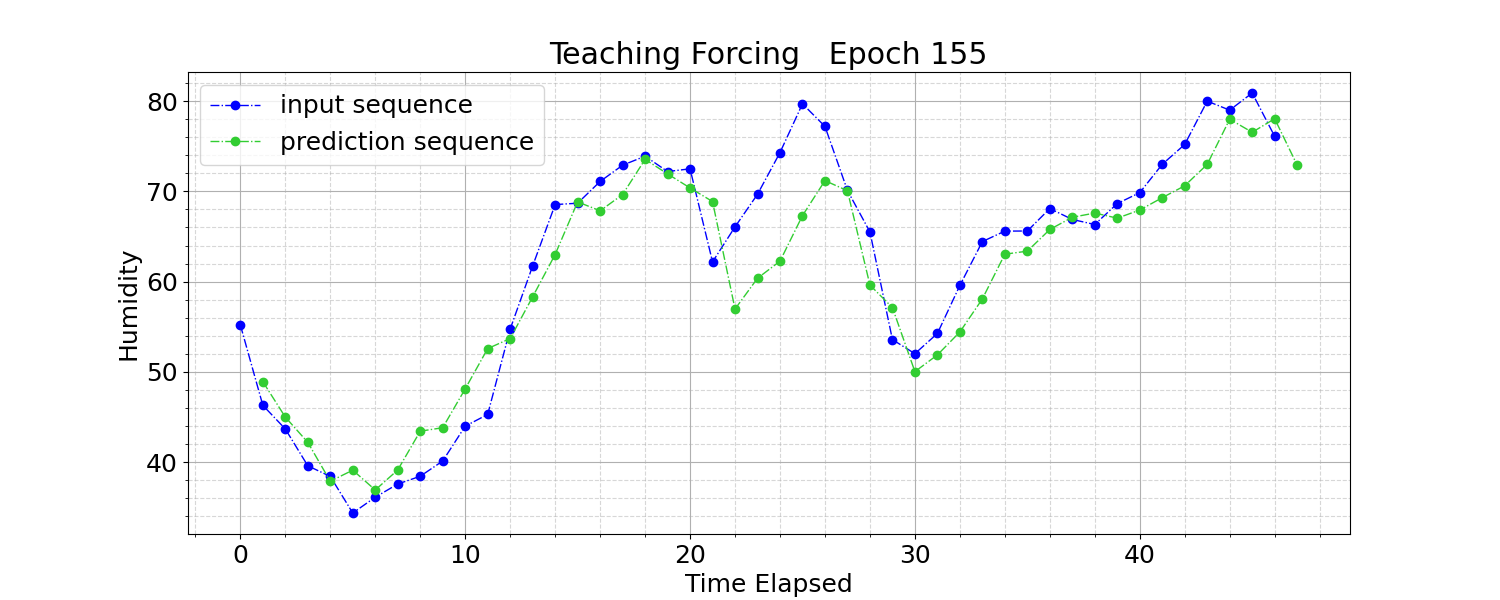 Teaching Forcing   Epoch 155
input sequence
prediction sequence
Humidity
80
70
60
50
40
0 10 20 30 40
Time Elapsed